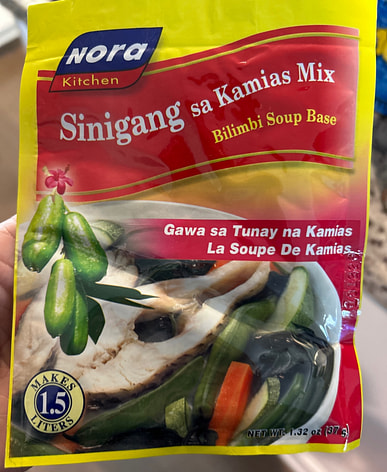 Nora
Kitchen
Sinigang sa Kamias Mix
Bilimbi Soup Base
Gawa sa Tunay na Kamias
La Soupe De Kamias
MAKES
1.5
LITERS
NET WT. 1.32 oz (37 g)